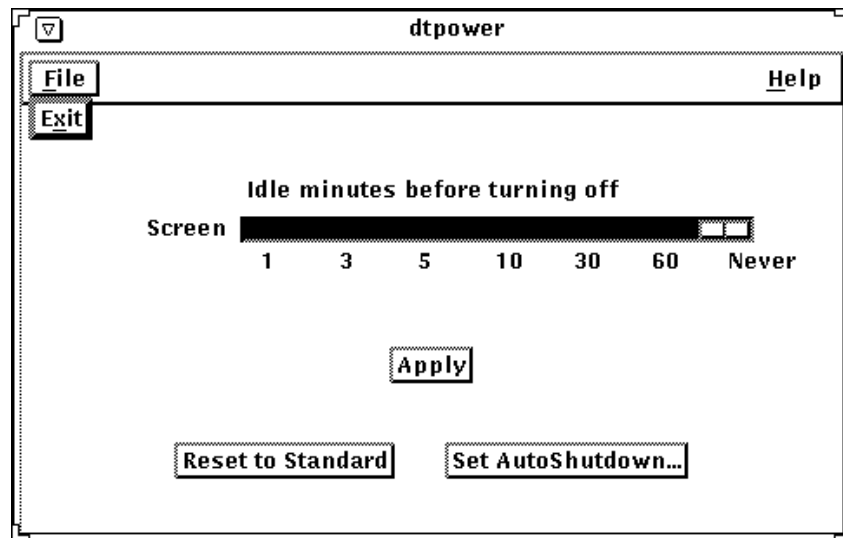 dtpower
File Help
Exit
Idle minutes before turning off
Screen
1 3 5 10 30 60 Never
Apply
Reset to Standard Set AutoShutdown...